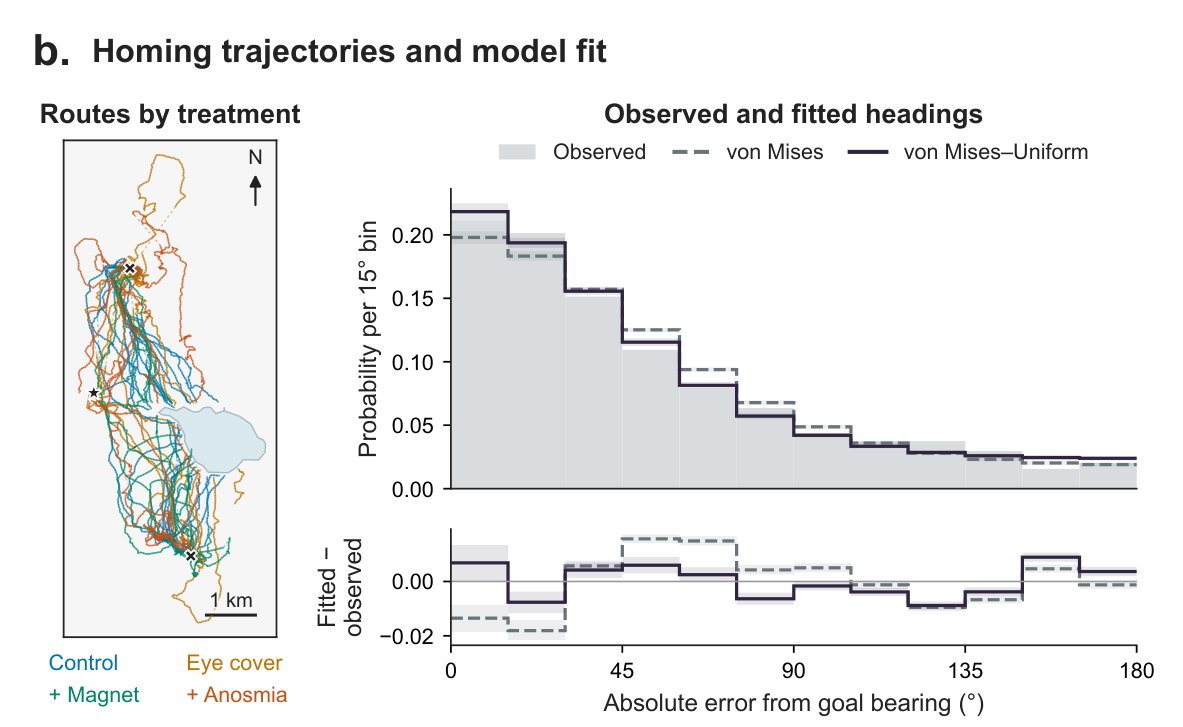 b. Homing trajectories and model fit
Routes by treatment
N
1 km
Control
Eye cover
+ Magnet
+ Anosmia
Observed and fitted headings
Observed
von Mises
von Mises–Uniform
Probability per 15° bin
0.20
0.15
0.10
0.05
0.00
Fitted −
observed
0.00
−0.02
0
45
90
135
180
Absolute error from goal bearing (°)